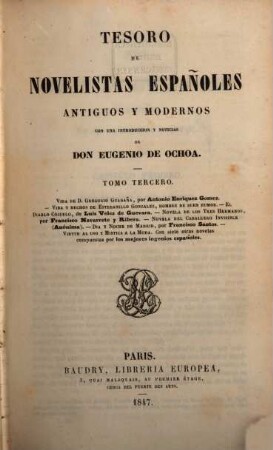 TESORO
DE
NOVELISTAS ESPAÑOLES
ANTIGUOS Y MODERNOS
CON UNA INTRODUCCION Y NOTICIAS
DE
DON EUGENIO DE OCHOA.
TOMO TERCERO.
VIDA DE D. GREGORIO GUADAÑA, por Antonio Enriquez Gomez.
— VIDA Y HECHOS DE ESTEBANILLO GONZALEZ, HOMBRE DE BUEN HUMOR. — EL
DIABLO COJUELO, de Luis Velez de Guevara. — NOVELA DE LOS TRES HERMANOS,
por Francisco Navarrete y Ribera. — NOVELA DEL CABALLERO INVISIBLE
(Anónima). — DIA Y NOCHE DE MADRID, por Francisco Santos. —
VIRTUD AL USO Y MISTICA A LA MODA. Con siete otras novelas
compuestas por los mejores ingenios españoles.
PARIS.
BAUDRY, LIBRERIA EUROPEA,
3, QUAI MALAQUAIS, AU PREMIER ÉTAGE,
CERCA DEL PUENTE DES ARTS.
1847.